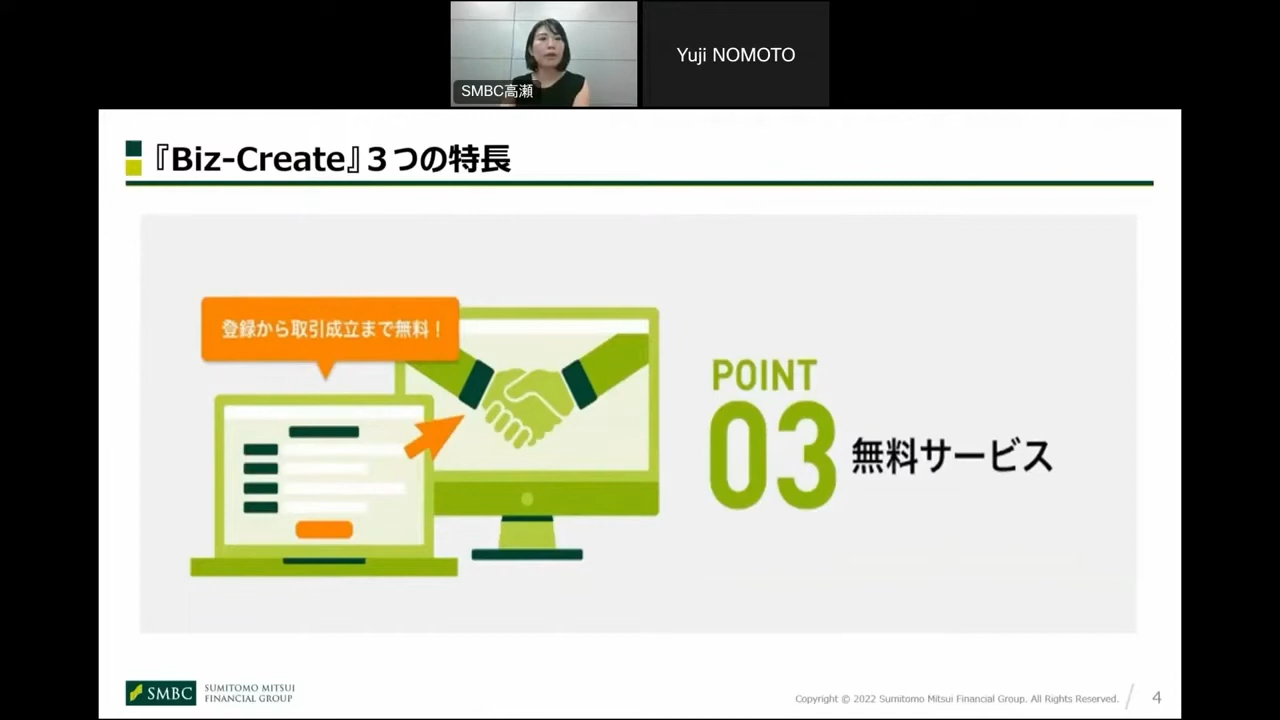 SMBC高瀬
Yuji NOMOTO
『Biz-Create』３つの特長
登録から取引成立まで無料！
POINT
03
無料サービス
SMBC
SUMITOMO MITSUI
FINANCIAL GROUP
Copyright © 2022 Sumitomo Mitsui Financial Group. All Rights Reserved.
4